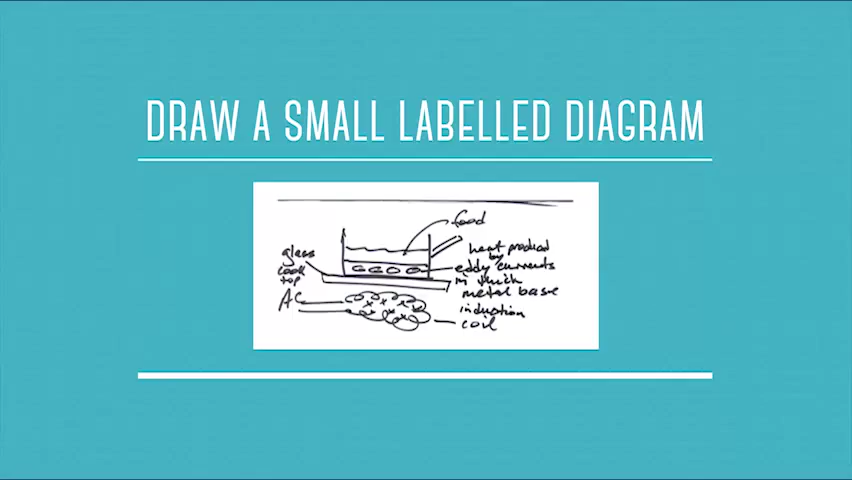 DRAW A SMALL LABELLED DIAGRAM
food
glass
cook
top
heat produced
by
eddy currents
in thick
metal base
AC
induction
coil